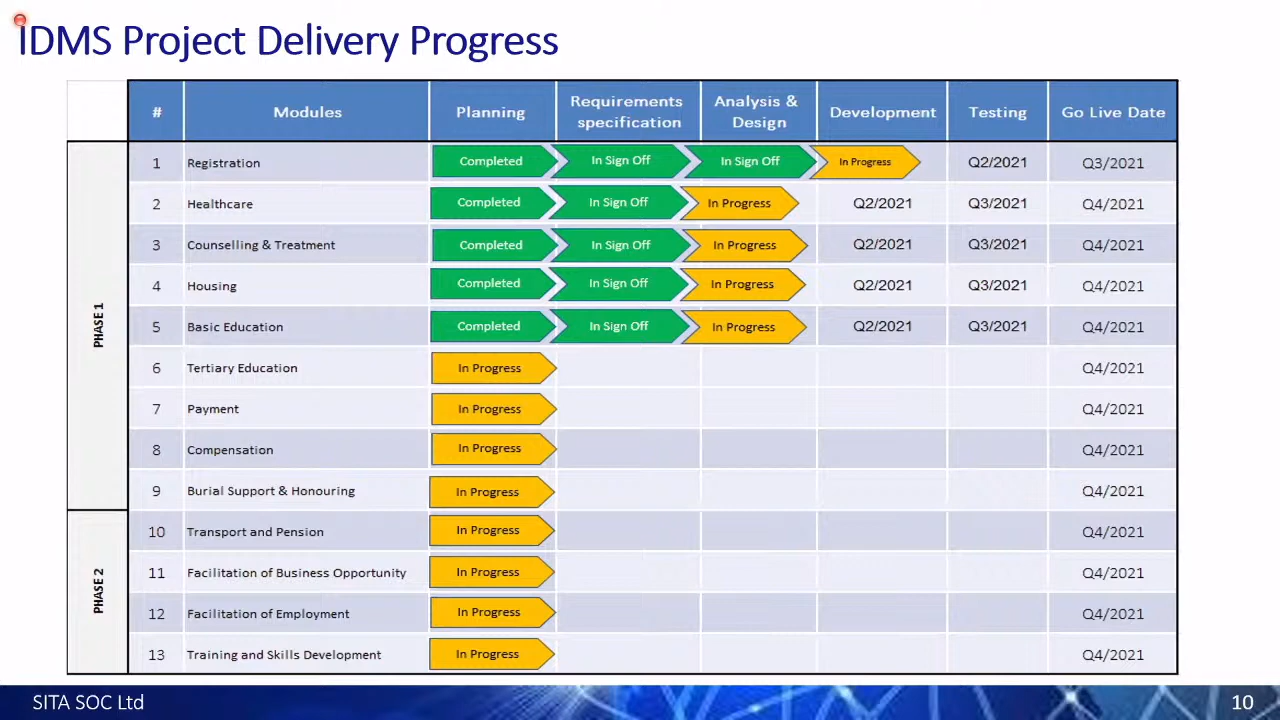 IDMS Project Delivery Progress
# Modules Planning Requirements specification Analysis & Design Development Testing Go Live Date
PHASE 1
1 Registration Completed In Sign Off In Sign Off In Progress Q2/2021 Q3/2021
2 Healthcare Completed In Sign Off In Progress Q2/2021 Q3/2021 Q4/2021
3 Counselling & Treatment Completed In Sign Off In Progress Q2/2021 Q3/2021 Q4/2021
4 Housing Completed In Sign Off In Progress Q2/2021 Q3/2021 Q4/2021
5 Basic Education Completed In Sign Off In Progress Q2/2021 Q3/2021 Q4/2021
6 Tertiary Education In Progress Q4/2021
7 Payment In Progress Q4/2021
8 Compensation In Progress Q4/2021
9 Burial Support & Honouring In Progress Q4/2021
PHASE 2
10 Transport and Pension In Progress Q4/2021
11 Facilitation of Business Opportunity In Progress Q4/2021
12 Facilitation of Employment In Progress Q4/2021
13 Training and Skills Development In Progress Q4/2021
SITA SOC Ltd 10